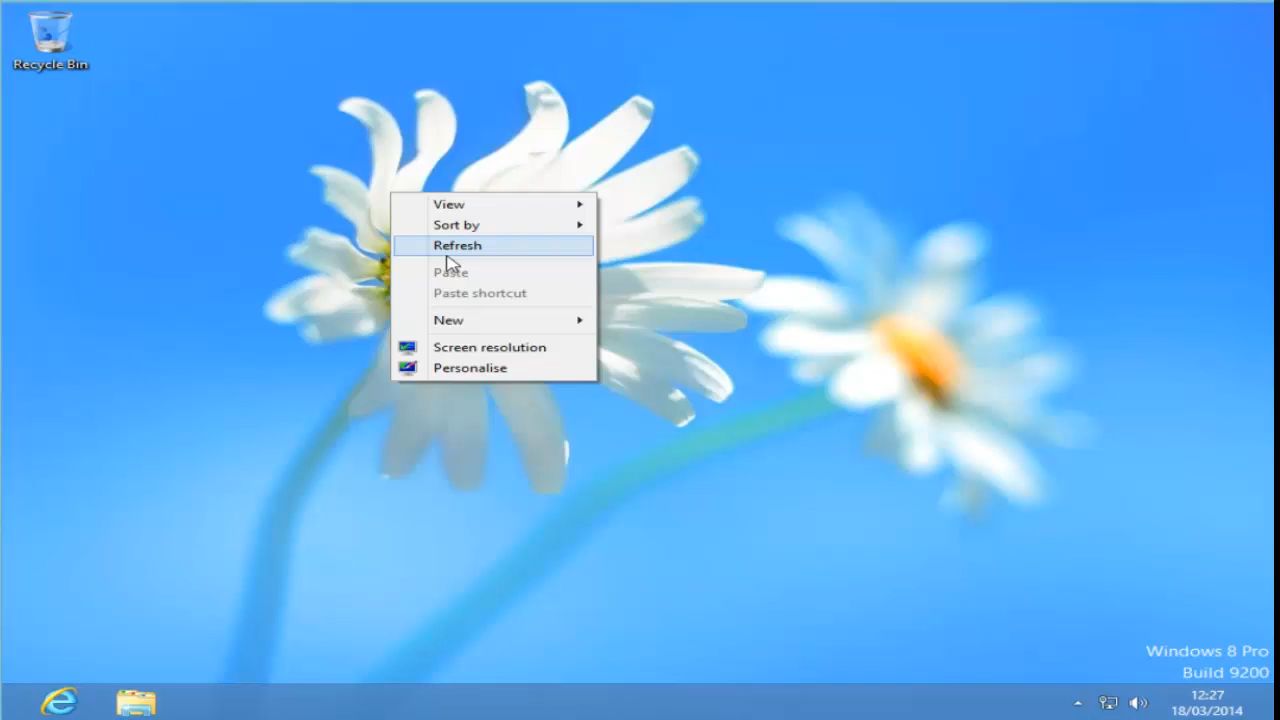 Recycle Bin
View
Sort by
Refresh
Paste
Paste shortcut
New
Screen resolution
Personalise
Windows 8 Pro
Build 9200
12:27
18/03/2014